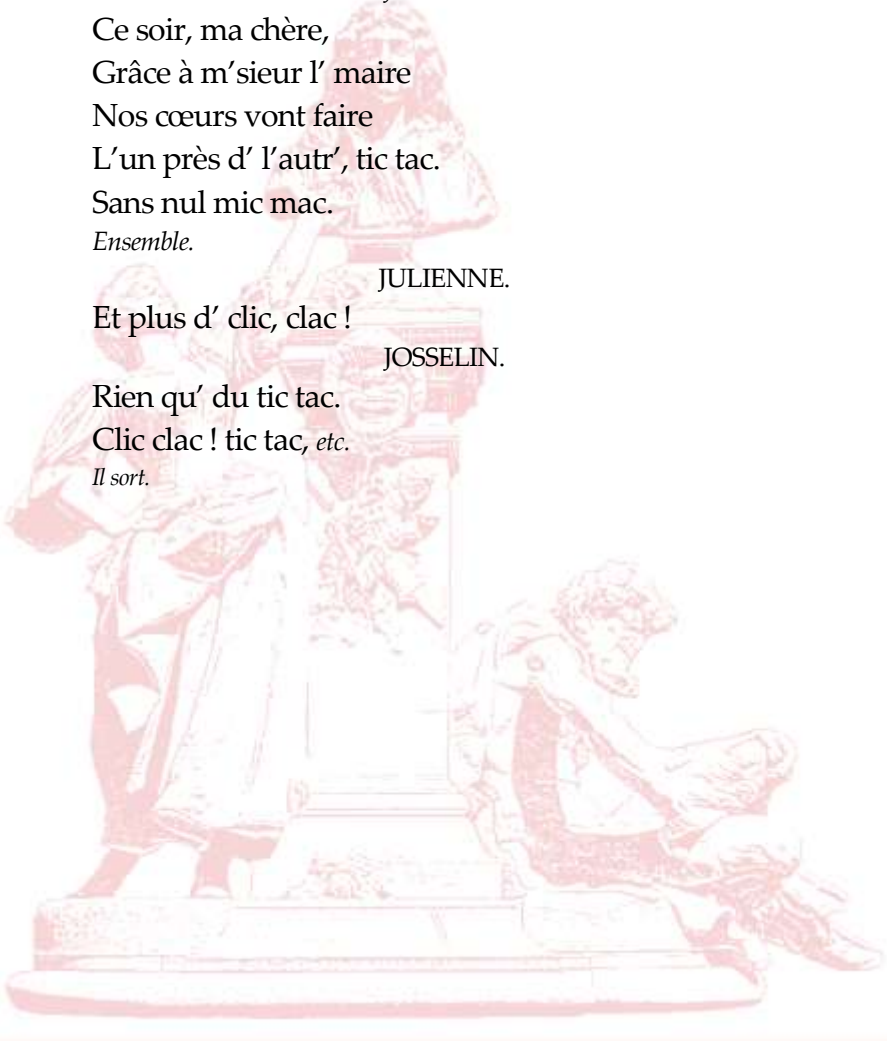 Ce soir, ma chère,
Grâce à m’sieur l’ maire
Nos cœurs vont faire
L’un près d’ l’autr’, tic tac.
Sans nul mic mac.
Ensemble.
JULIENNE.
Et plus d’ clic, clac !
JOSSELIN.
Rien qu’ du tic tac.
Clic clac ! tic tac, etc.
Il sort.